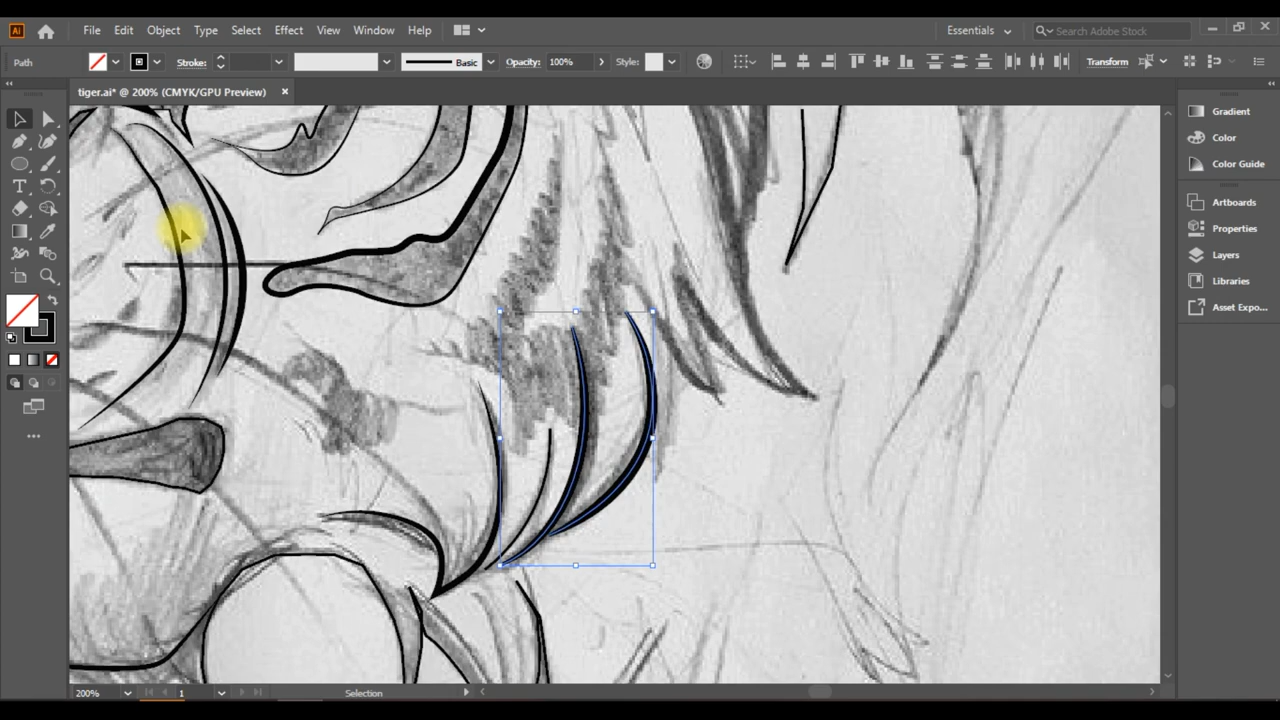 Ai File Edit Object Type Select Effect View Window Help Essentials Search Adobe Stock
Path Stroke: Basic Opacity: 100% Style: Transform
tiger.ai* @ 200% (CMYK/GPU Preview)
Gradient
Color
Color Guide
Artboards
Properties
Layers
Libraries
Asset Expo...
200% 1 Selection